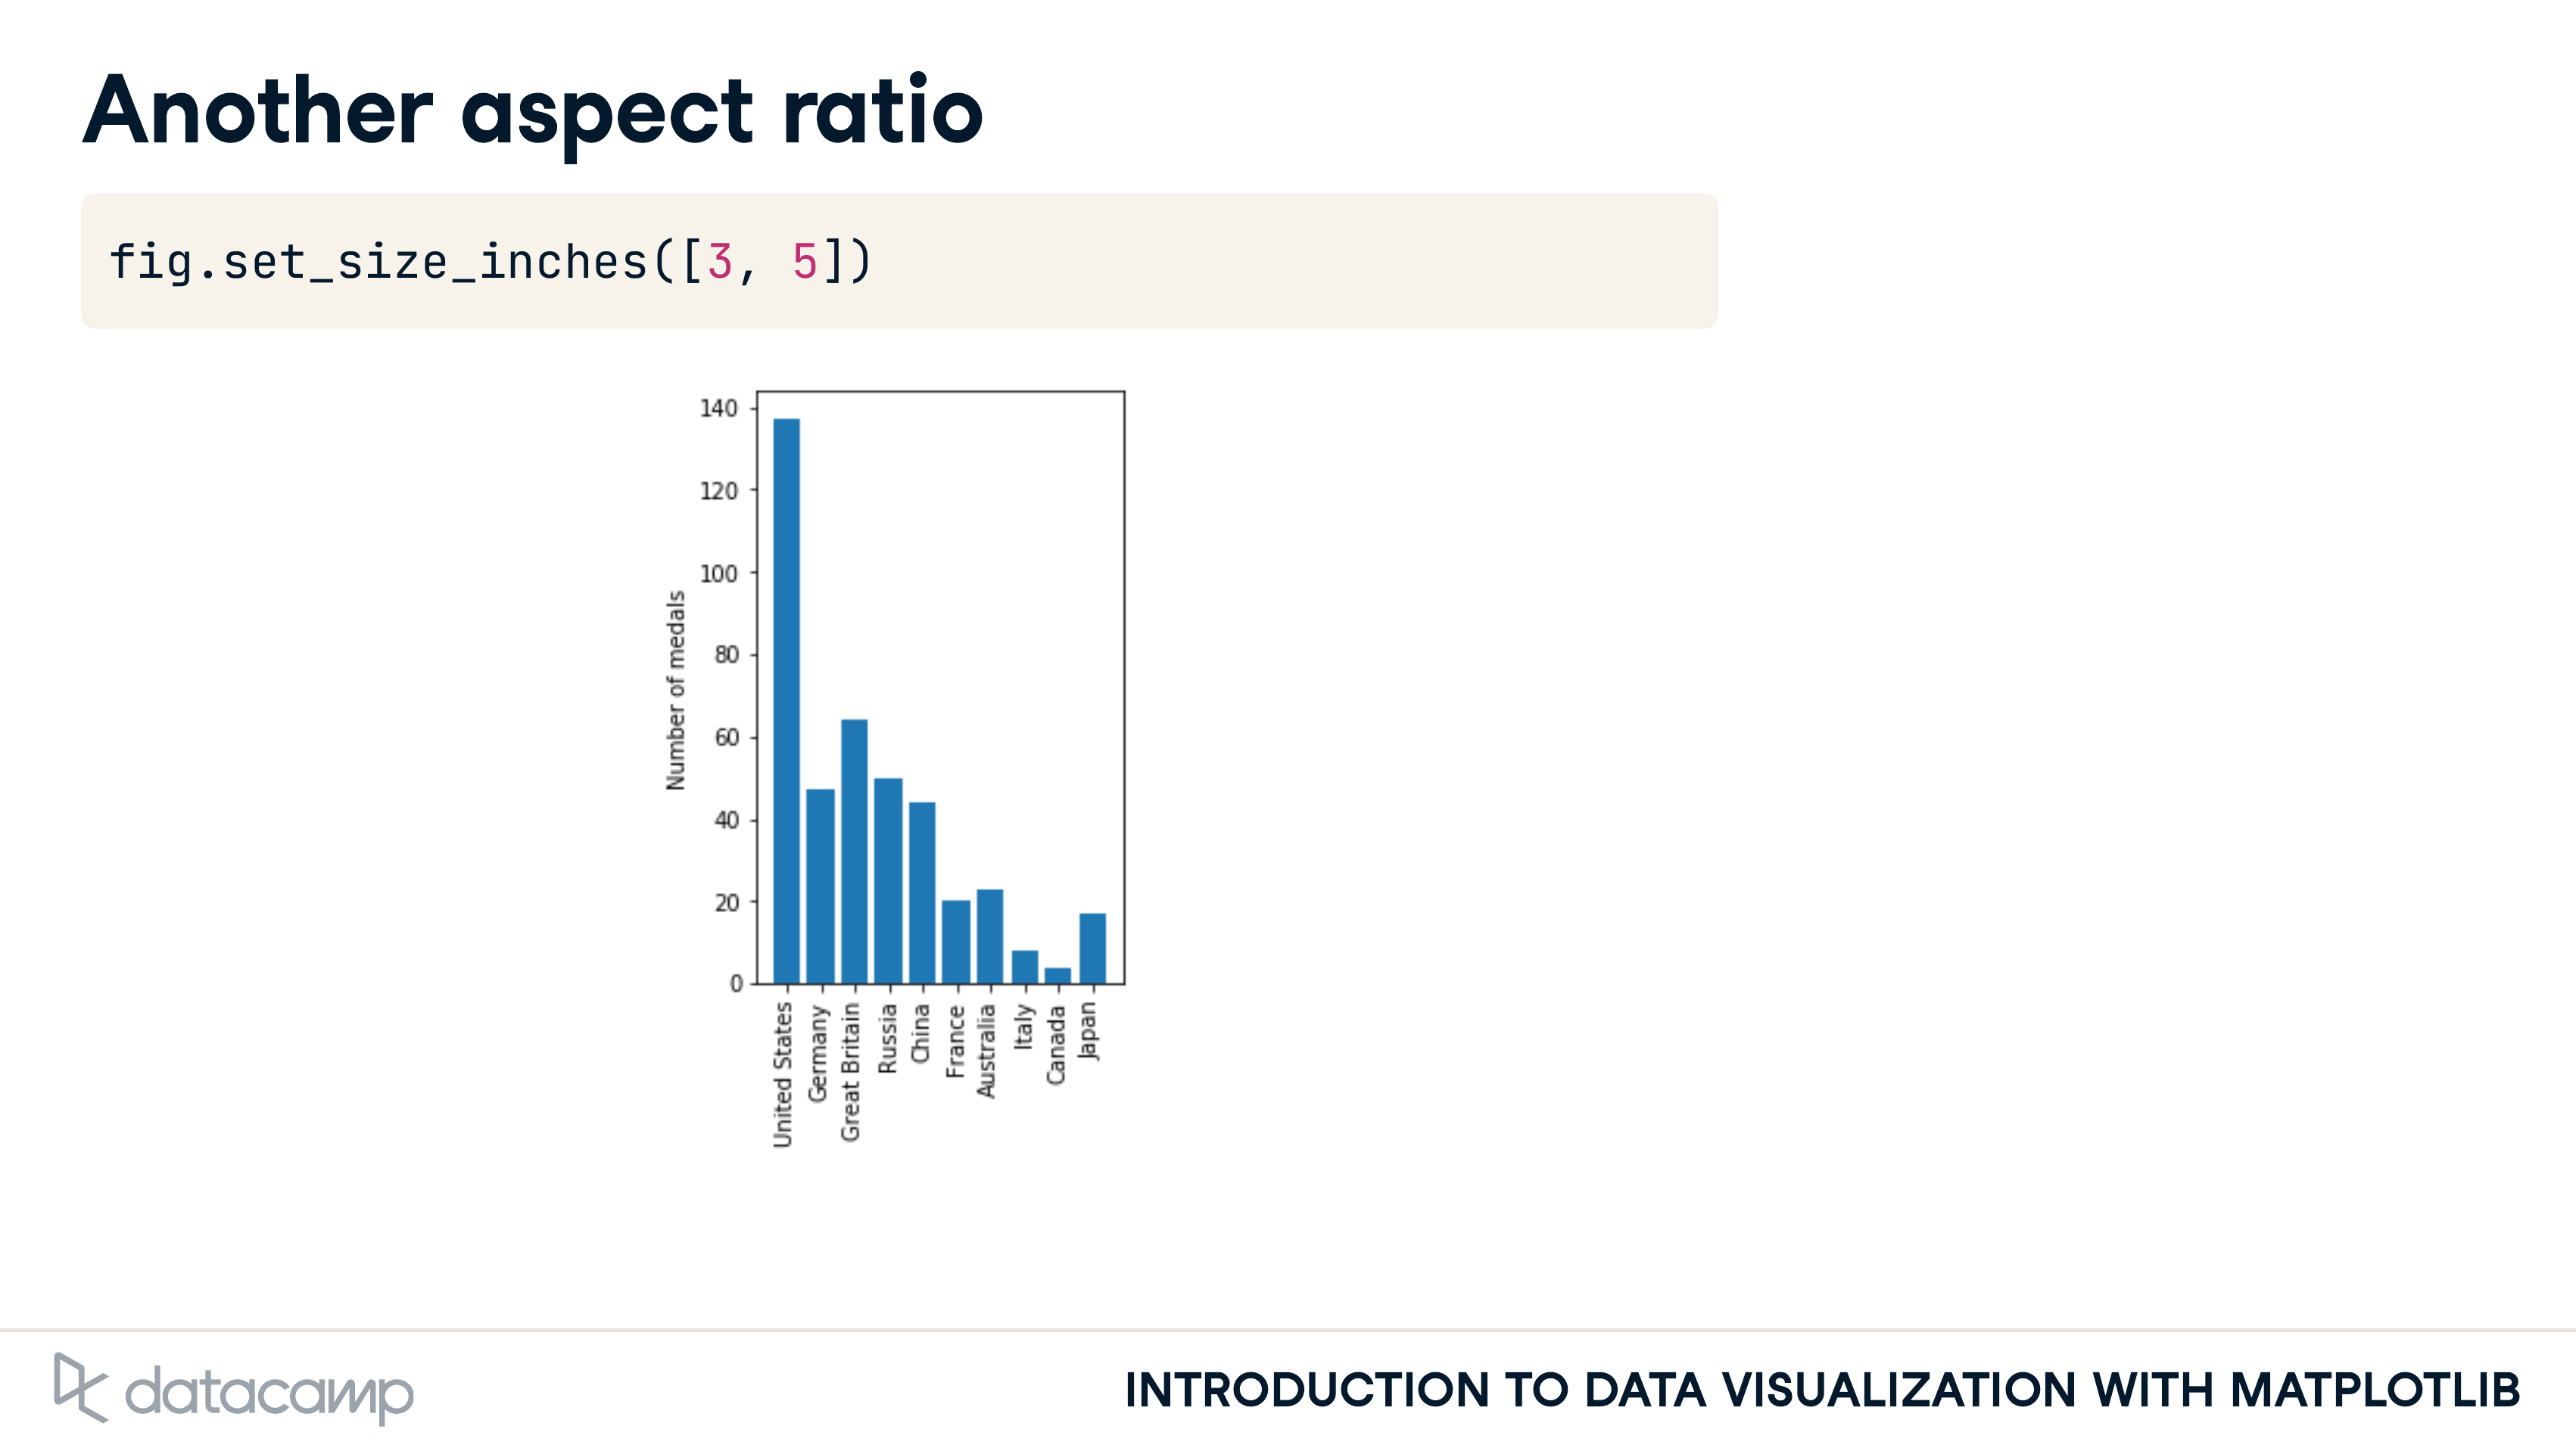 Another aspect ratio
fig.set_size_inches([3, 5])
140
120
100
80
60
40
20
0
Number of medals
United States
Germany
Great Britain
Russia
China
France
Australia
Italy
Canada
Japan
datacamp
INTRODUCTION TO DATA VISUALIZATION WITH MATPLOTLIB